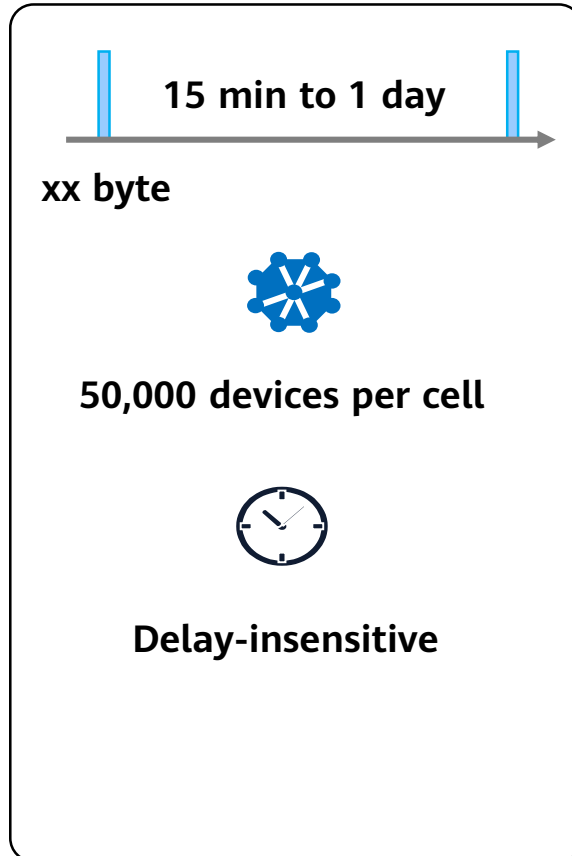 15 min to 1 day
xx byte
50,000 devices per cell
Delay-insensitive